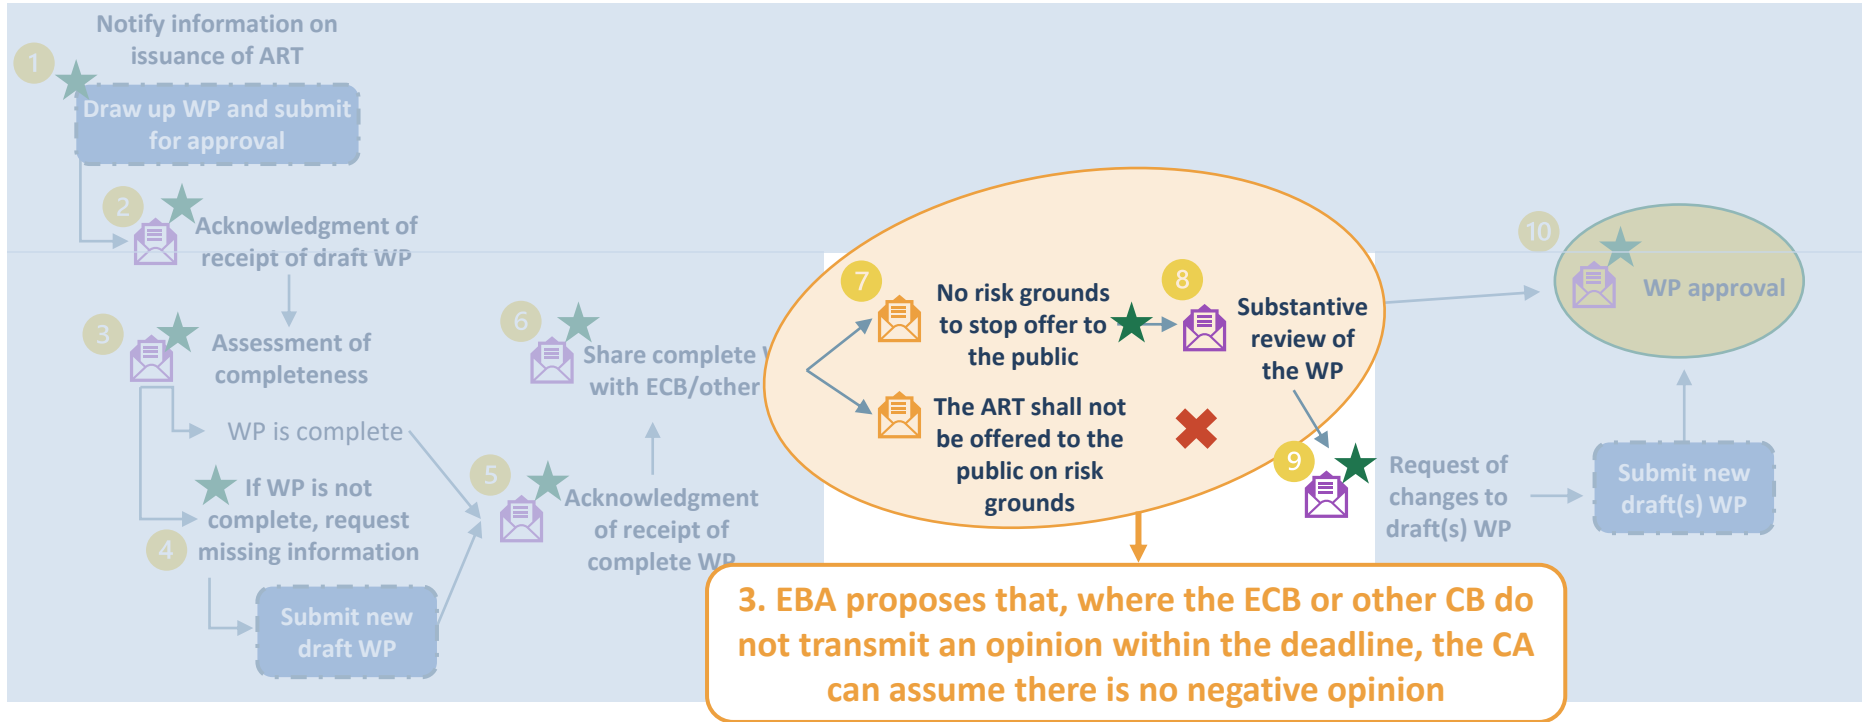 Notify information on
issuance of ART
1
Draw up WP and submit
for approval
2
Acknowledgment of
receipt of draft WP
3
Assessment of
completeness
WP is complete
If WP is not
complete, request
missing information
4
Submit new
draft WP
5
Acknowledgment
of receipt of
complete WP
6
Share complete
with ECB/other
7
No risk grounds
to stop offer to
the public
The ART shall not
be offered to the
public on risk
grounds
8
Substantive
review of
the WP
9
Request of
changes to
draft(s) WP
Submit new
draft(s) WP
10
WP approval
3. EBA proposes that, where the ECB or other CB do
not transmit an opinion within the deadline, the CA
can assume there is no negative opinion